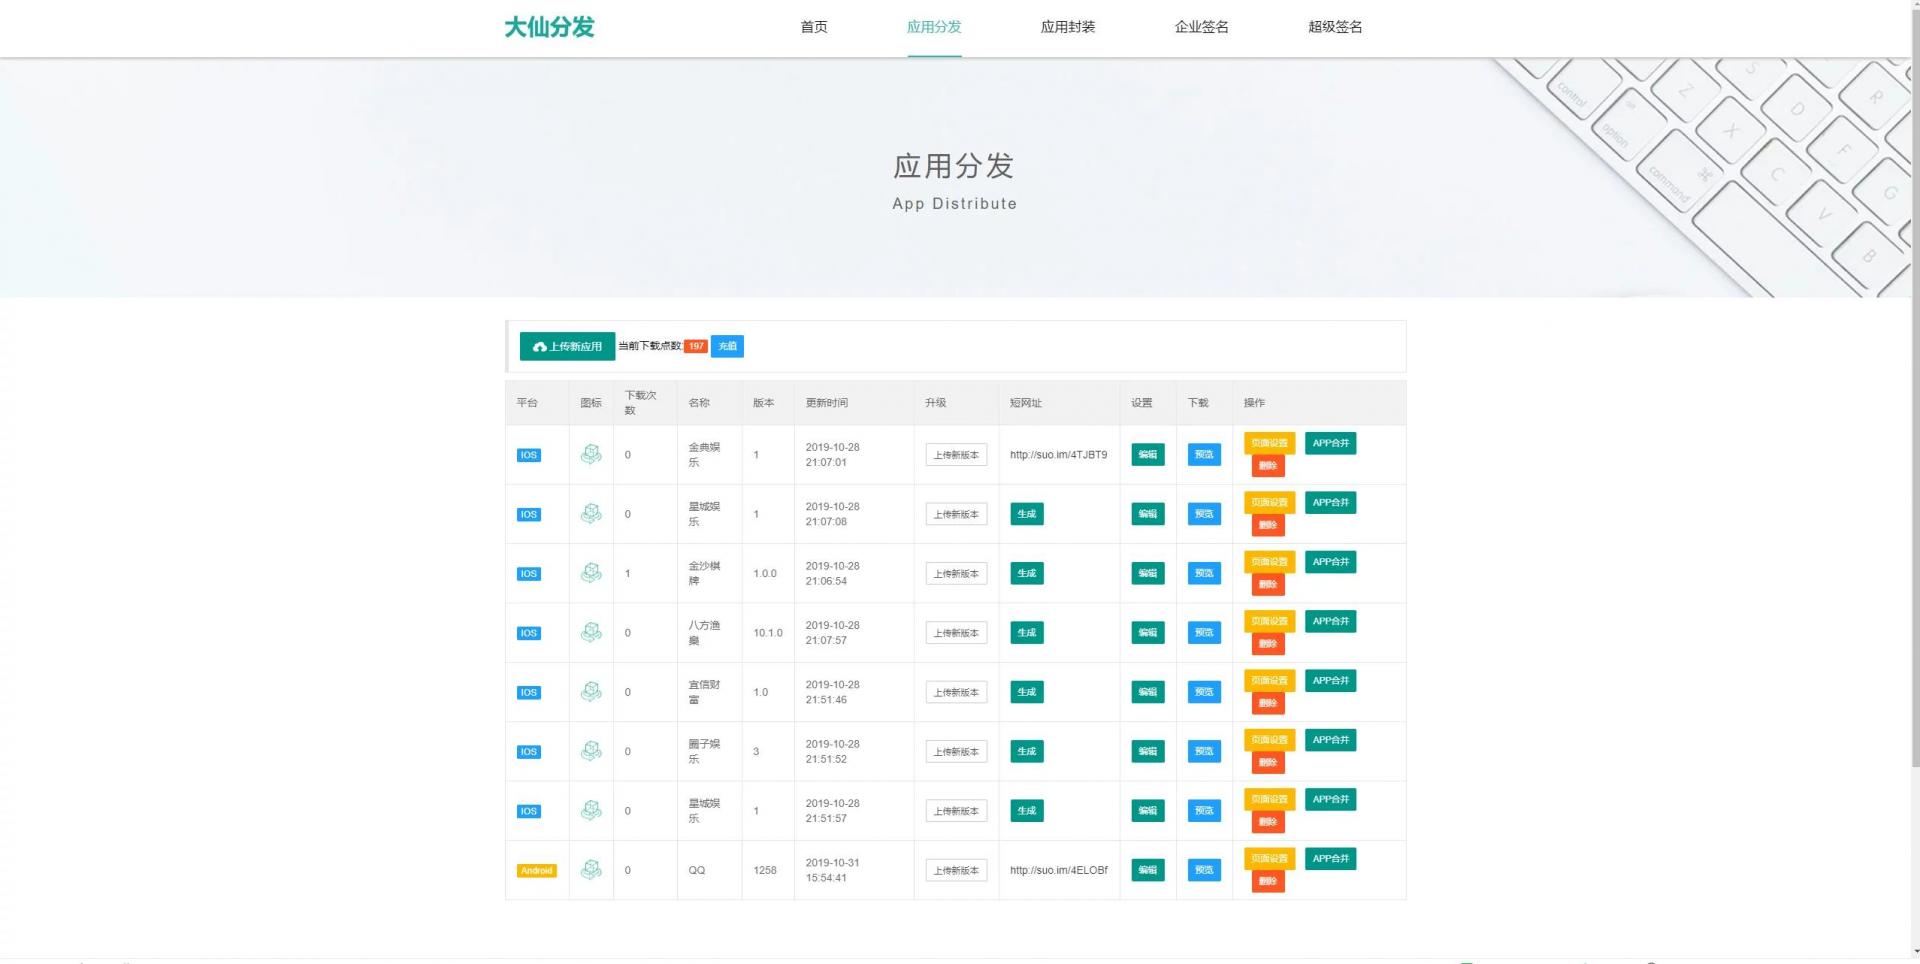 大仙分发 首页 应用分发 应用封装 企业签名 超级签名
control
alt
option
command ⌘
S
Z
X
D
C
F
V
R
G
B
应用分发
App Distribute
上传新应用 当前下载点数: 197 充值
平台 图标 下载次数 名称 版本 更新时间 升级 短网址 设置 下载 操作
IOS 0 金典娱乐 1 2019-10-28 21:07:01 上传新版本 http://suo.im/4TJBT9 编辑 预览 页面设置 APP合并 删除
IOS 0 星城娱乐 1 2019-10-28 21:07:08 上传新版本 生成 编辑 预览 页面设置 APP合并 删除
IOS 1 金沙棋牌 1.0.0 2019-10-28 21:06:54 上传新版本 生成 编辑 预览 页面设置 APP合并 删除
IOS 0 八方渔樂 10.1.0 2019-10-28 21:07:57 上传新版本 生成 编辑 预览 页面设置 APP合并 删除
IOS 0 宜信财富 1.0 2019-10-28 21:51:46 上传新版本 生成 编辑 预览 页面设置 APP合并 删除
IOS 0 圈子娱乐 3 2019-10-28 21:51:52 上传新版本 生成 编辑 预览 页面设置 APP合并 删除
IOS 0 星城娱乐 1 2019-10-28 21:51:57 上传新版本 生成 编辑 预览 页面设置 APP合并 删除
Android 0 QQ 1258 2019-10-31 15:54:41 上传新版本 http://suo.im/4ELOBf 编辑 预览 页面设置 APP合并 删除